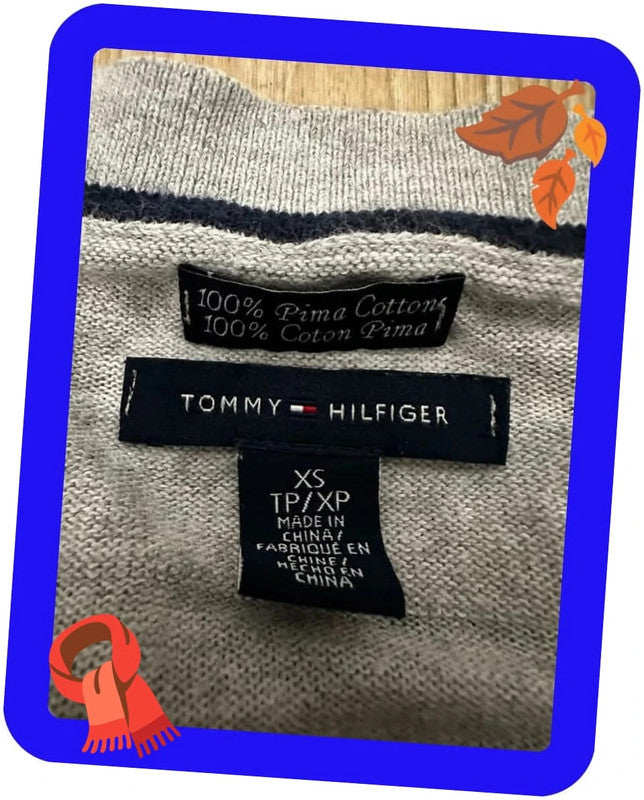 100% Pima Cotton
100% Coton Pima
TOMMY HILFIGER
XS
TP/XP
MADE IN
CHINA/
FABRIQUÉ EN
CHINE/
HECHO EN
CHINA